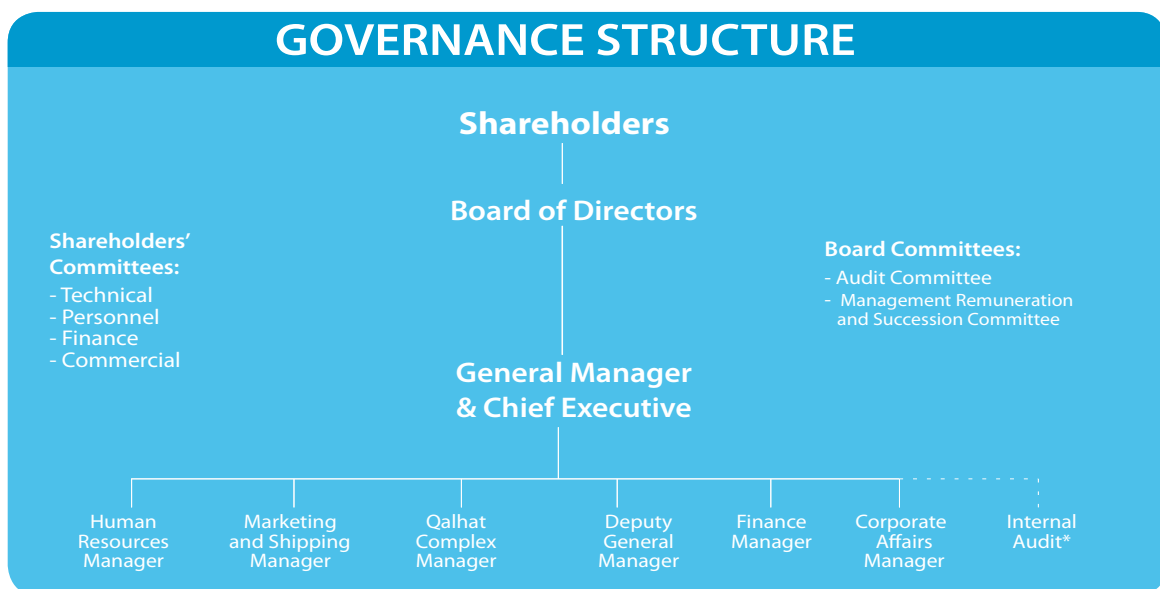 GOVERNANCE STRUCTURE
Shareholders
Board of Directors
Shareholders’
Committees:
- Technical
- Personnel
- Finance
- Commercial
Board Committees:
- Audit Committee
- Management Remuneration
and Succession Committee
General Manager
& Chief Executive
Human
Resources
Manager
Marketing
and Shipping
Manager
Qalhat
Complex
Manager
Deputy
General
Manager
Finance
Manager
Corporate
Affairs
Manager
Internal
Audit*